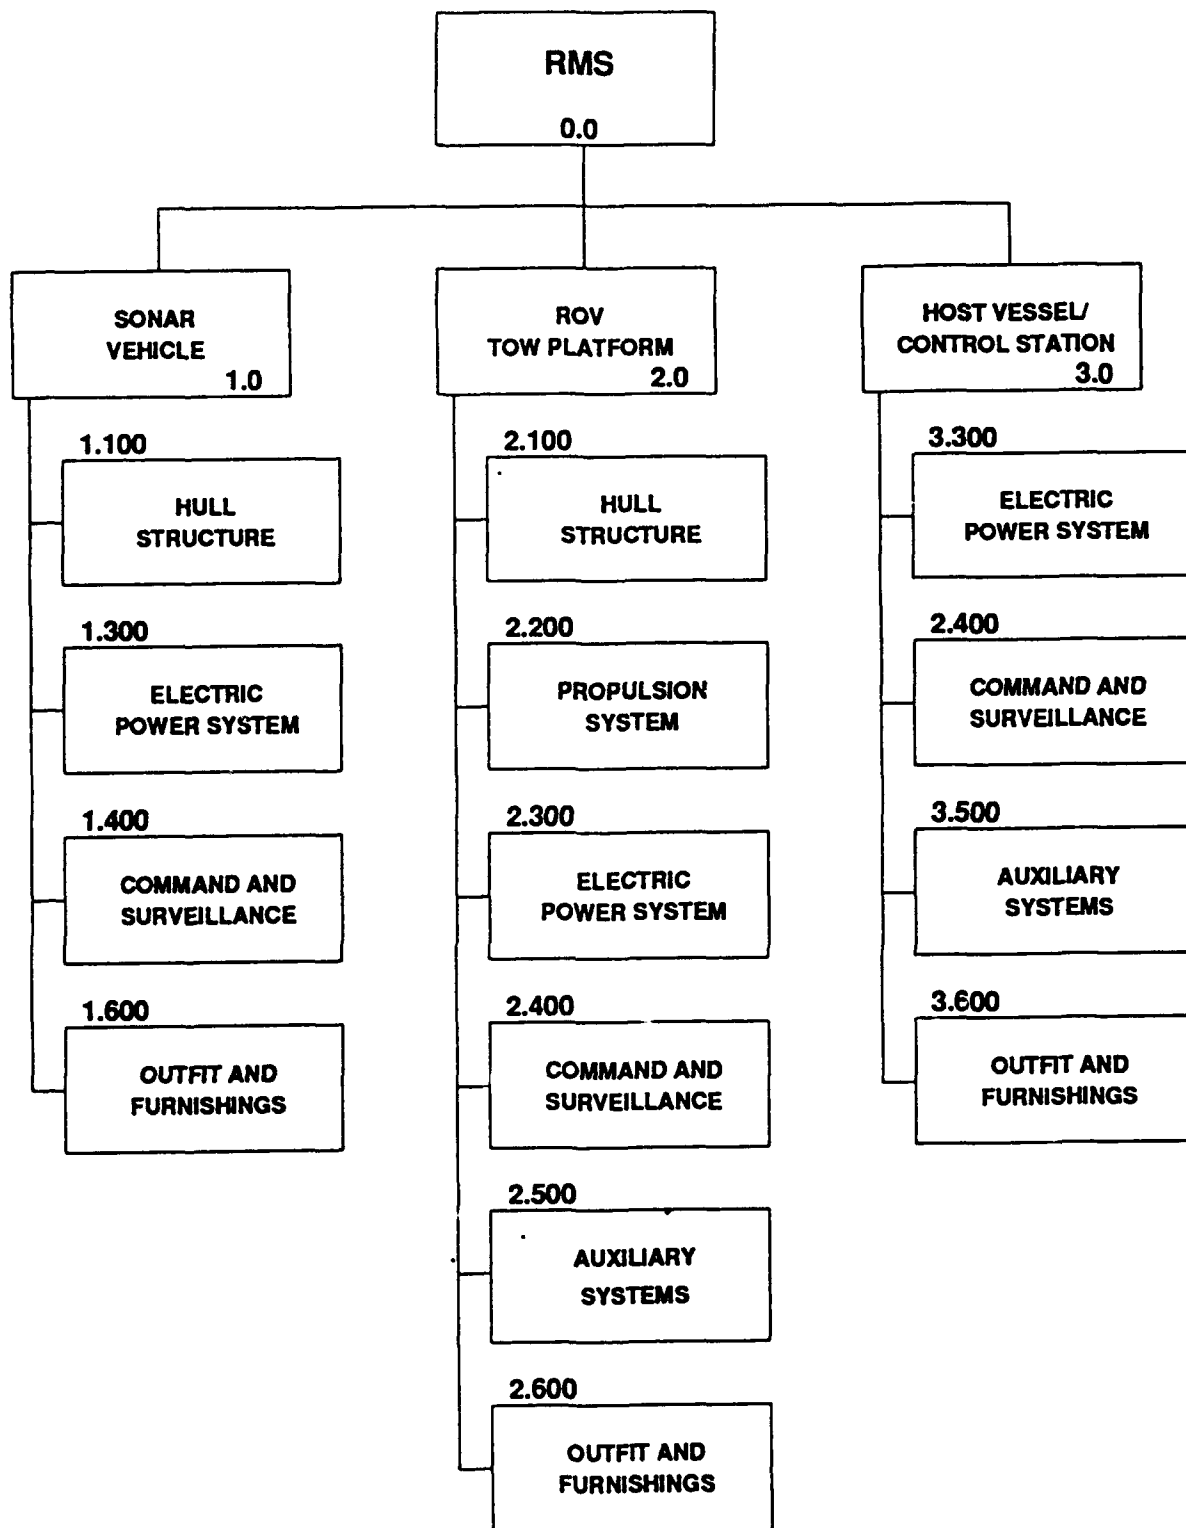 RMS
0.0
SONAR
VEHICLE
1.0
1.100
HULL
STRUCTURE
1.300
ELECTRIC
POWER SYSTEM
1.400
COMMAND AND
SURVEILLANCE
1.600
OUTFIT AND
FURNISHINGS
ROV
TOW PLATFORM
2.0
2.100
HULL
STRUCTURE
2.200
PROPULSION
SYSTEM
2.300
ELECTRIC
POWER SYSTEM
2.400
COMMAND AND
SURVEILLANCE
2.500
AUXILIARY
SYSTEMS
2.600
OUTFIT AND
FURNISHINGS
HOST VESSEL/
CONTROL STATION
3.0
3.300
ELECTRIC
POWER SYSTEM
2.400
COMMAND AND
SURVEILLANCE
3.500
AUXILIARY
SYSTEMS
3.600
OUTFIT AND
FURNISHINGS